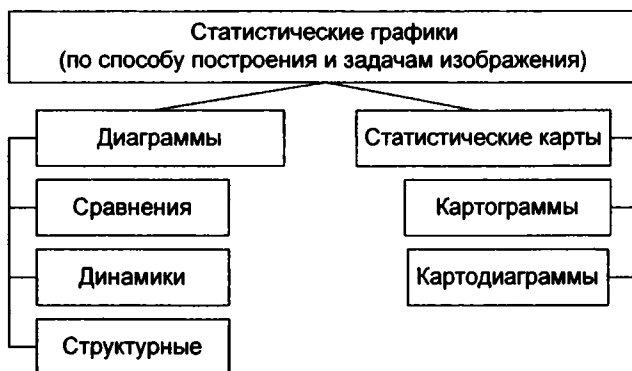 Статистические графики
(по способу построения и задачам изображения)
Диаграммы
Статистические карты
Сравнения
Картограммы
Динамики
Картодиаграммы
Структурные